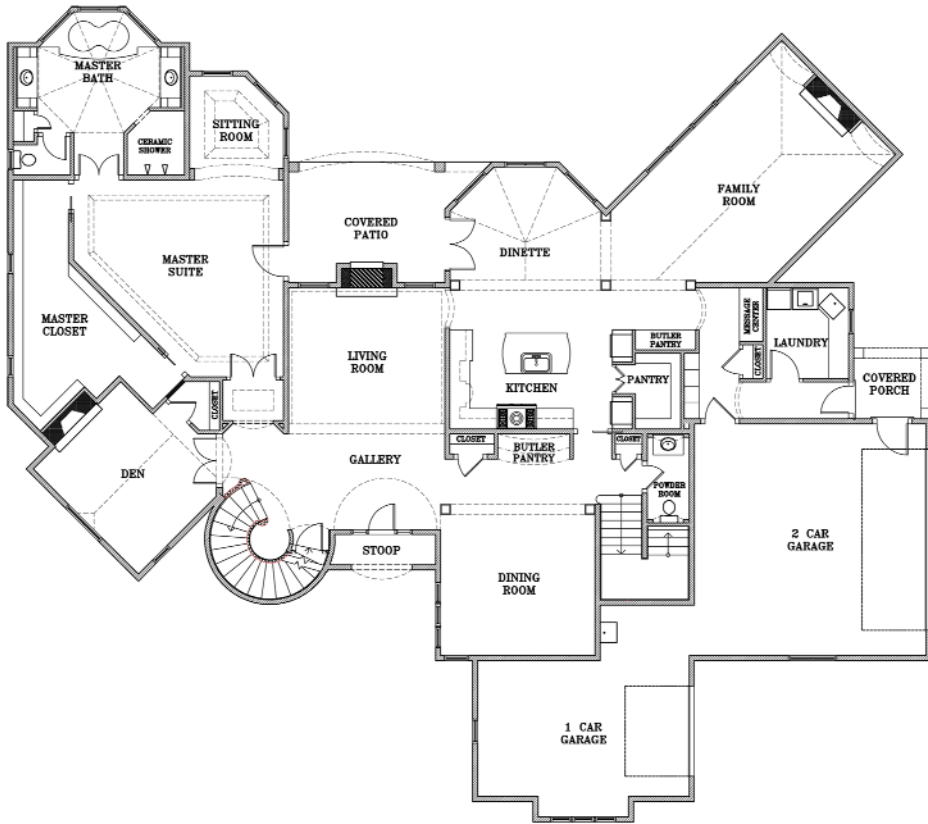 MASTER
BATH
SITTING
ROOM
CERAMIC
SHOWER
FAMILY
ROOM
COVERED
PATIO
DINETTE
MASTER
SUITE
MASTER
CLOSET
MESSAGE
CENTER
LAUNDRY
BUTLER
PANTRY
CLOSET
LIVING
ROOM
KITCHEN
PANTRY
COVERED
PORCH
CLOSET
DEN
GALLERY
CLOSET
BUTLER
PANTRY
CLOSET
POWDER
ROOM
2 CAR
GARAGE
STOOP
DINING
ROOM
1 CAR
GARAGE